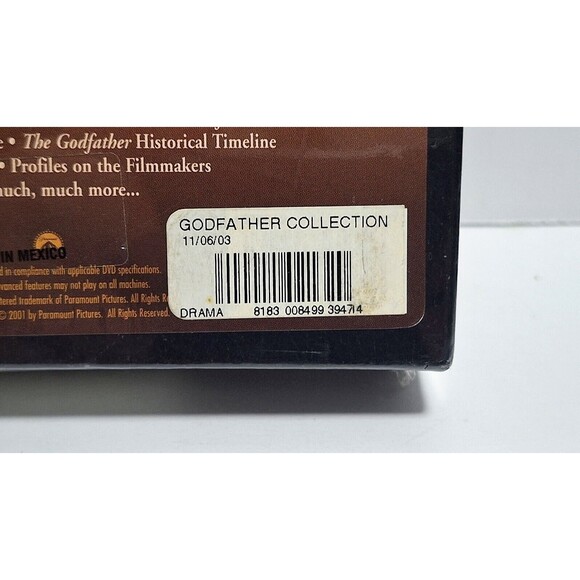 • The Godfather Historical Timeline
• Profiles on the Filmmakers
much, much more...
IN MEXICO
in compliance with applicable DVD specifications.
advanced features may not play on all machines.
trademark of Paramount Pictures. All Rights
© 2001 by Paramount Pictures. All Rights Reserved.
GODFATHER COLLECTION
11/06/03
DRAMA 8183 008499 394714